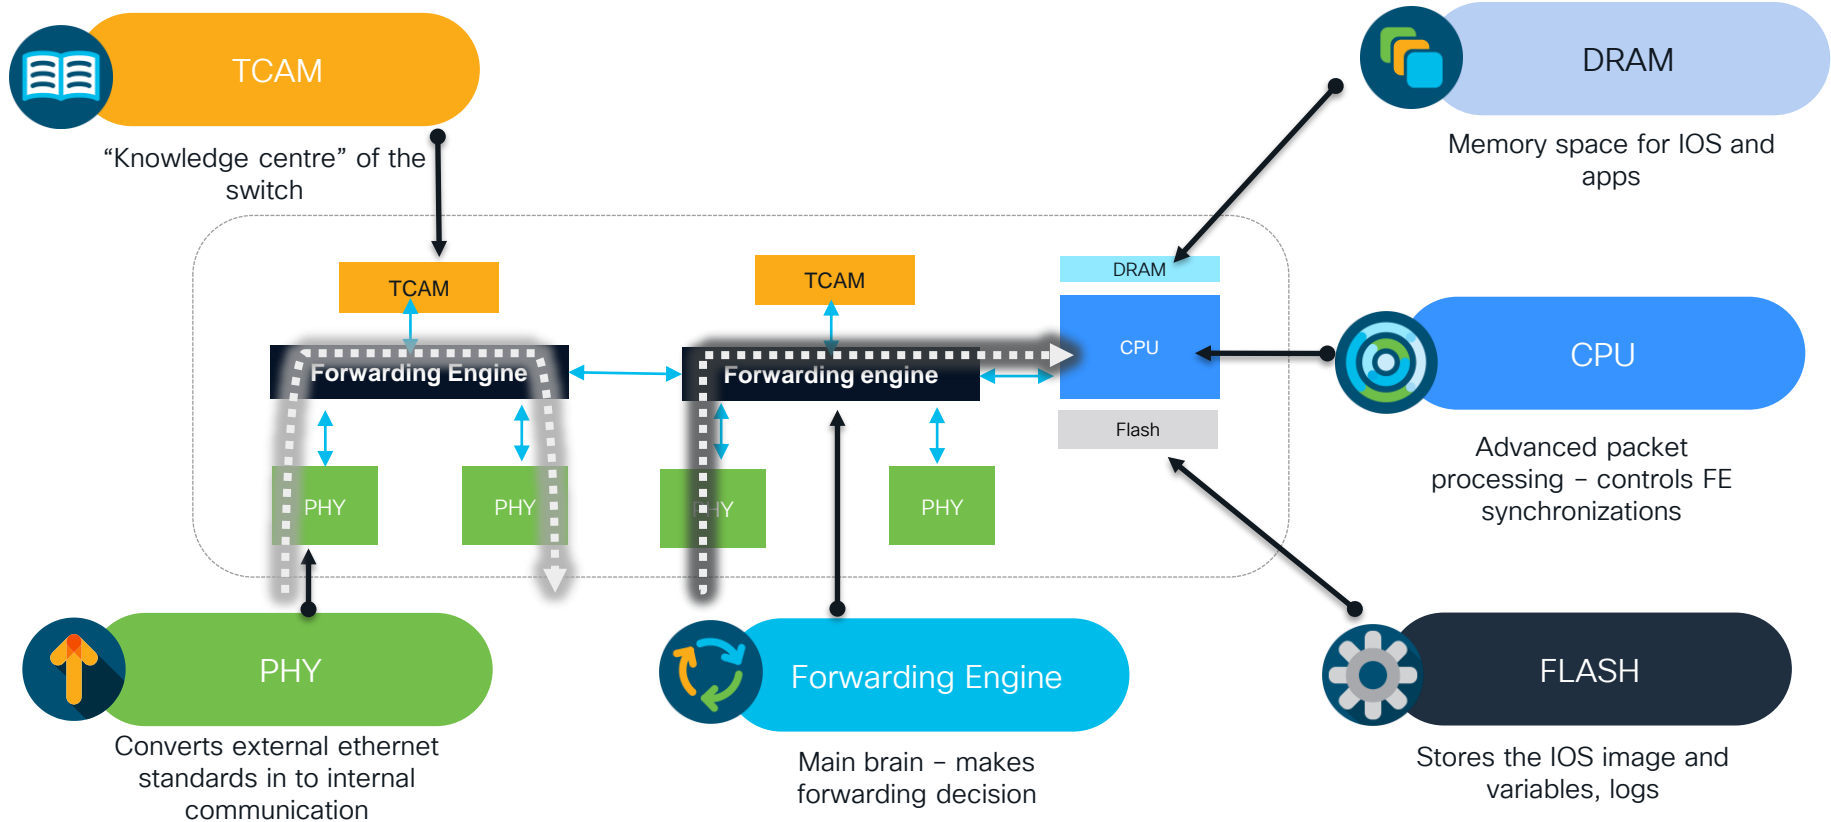 TCAM
“Knowledge centre” of the
switch
DRAM
Memory space for IOS and
apps
TCAM
TCAM
DRAM
Forwarding Engine
Forwarding engine
CPU
Flash
PHY
PHY
PHY
PHY
CPU
Advanced packet
processing – controls FE
synchronizations
PHY
Converts external ethernet
standards in to internal
communication
Forwarding Engine
Main brain – makes
forwarding decision
FLASH
Stores the IOS image and
variables, logs